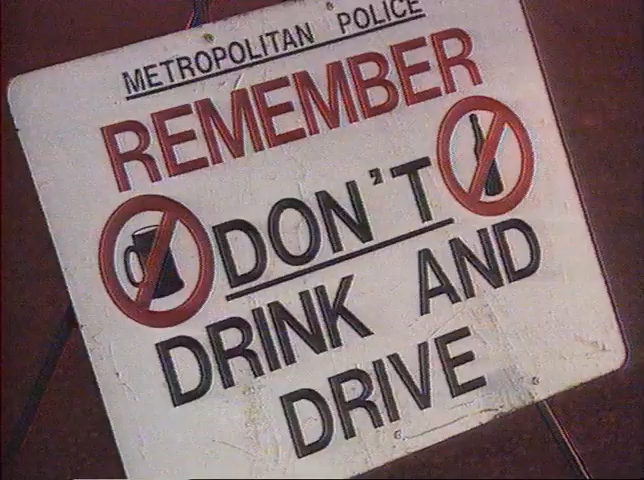 METROPOLITAN POLICE
REMEMBER
DON'T
DRINK AND
DRIVE